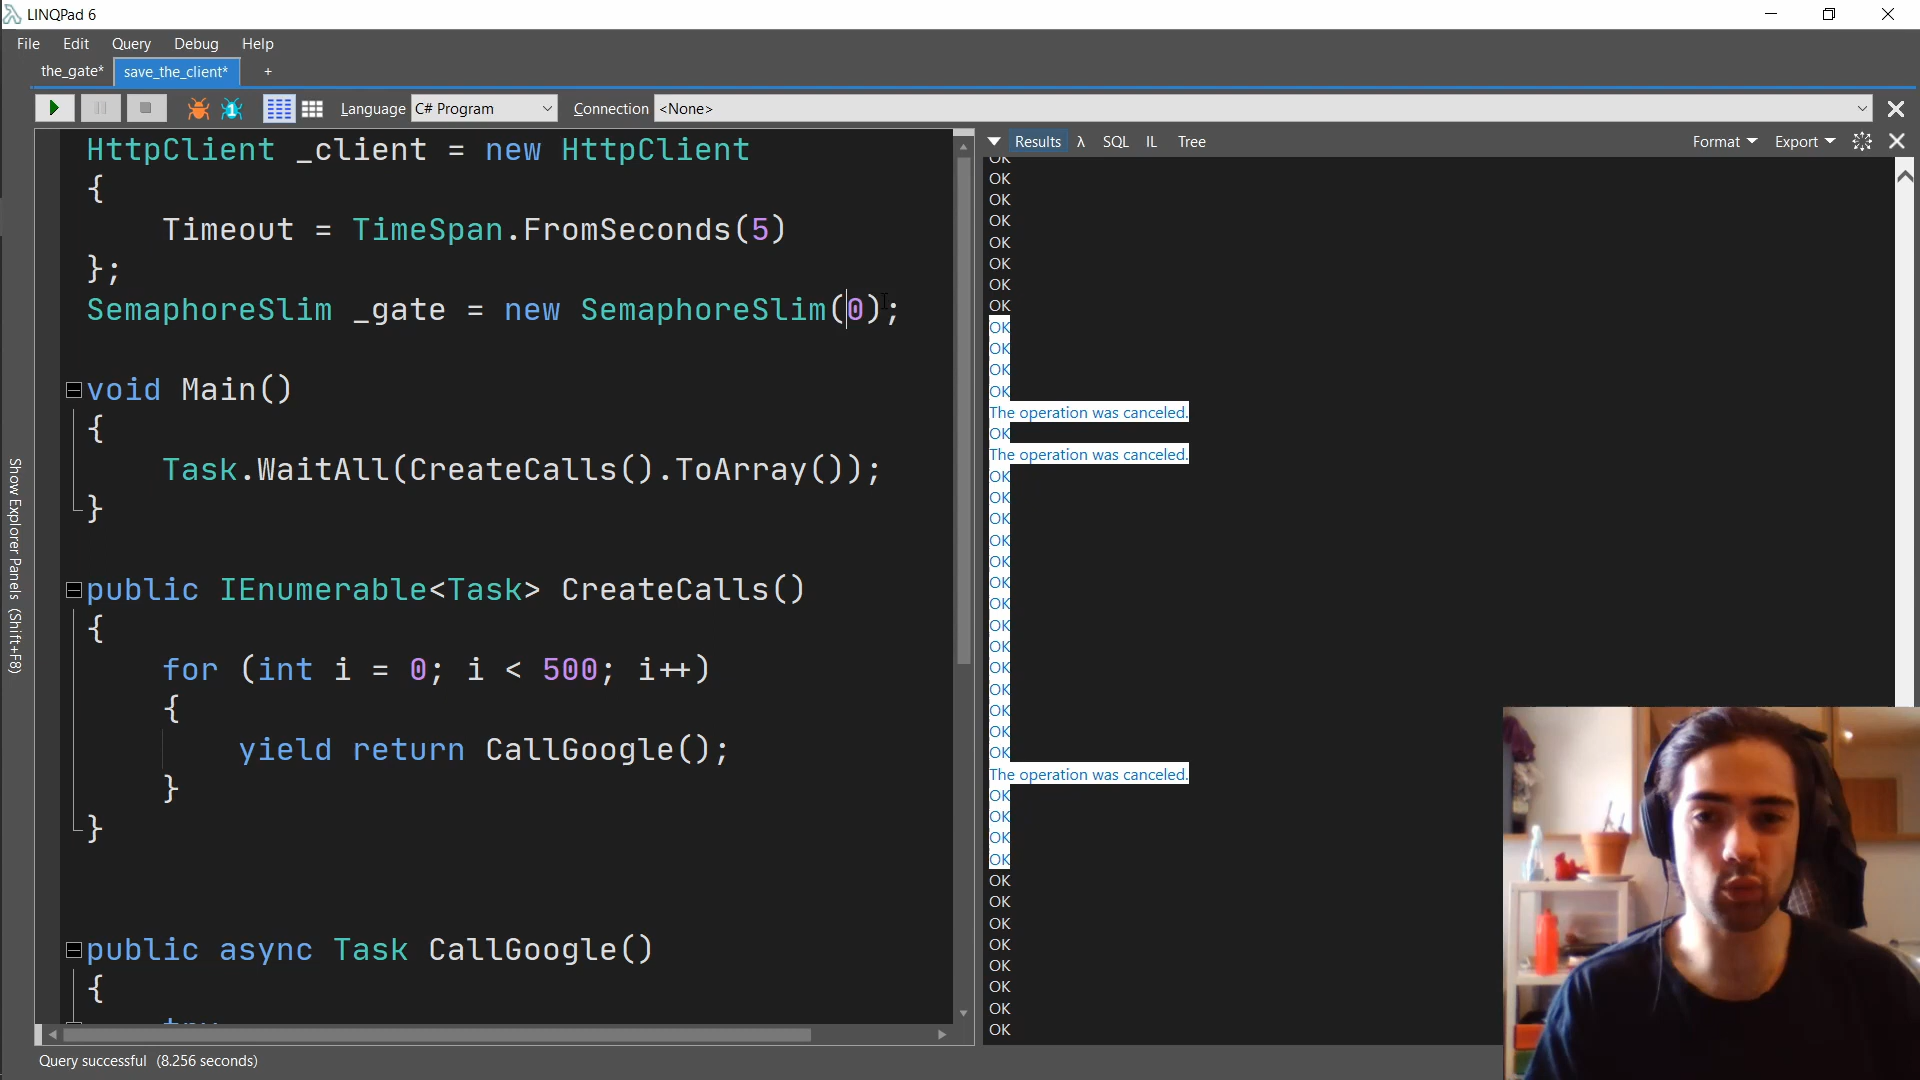 LINQPad 6
File Edit Query Debug Help
the_gate* save_the_client* +
Language C# Program Connection <None>
HttpClient _client = new HttpClient
{
Timeout = TimeSpan.FromSeconds(5)
};
SemaphoreSlim _gate = new SemaphoreSlim(0);
void Main()
{
Task.WaitAll(CreateCalls().ToArray());
}
public IEnumerable<Task> CreateCalls()
{
for (int i = 0; i < 500; i++)
{
yield return CallGoogle();
}
}
public async Task CallGoogle()
{
try
Show Explorer Panels (Shift+F8)
Results λ SQL IL Tree Format Export
OK
OK
OK
OK
OK
OK
OK
OK
OK
OK
OK
OK
The operation was canceled.
OK
The operation was canceled.
OK
OK
OK
OK
OK
OK
OK
OK
OK
OK
OK
OK
OK
OK
The operation was canceled.
OK
OK
OK
OK
OK
OK
OK
OK
OK
OK
OK
OK
Query successful (8.256 seconds)